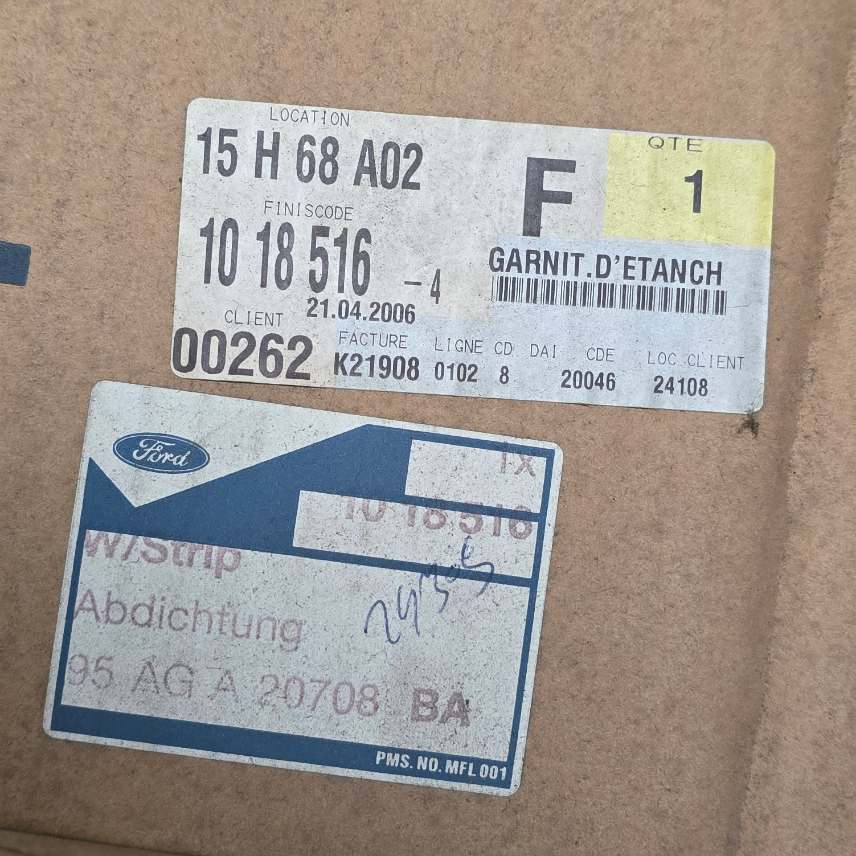 LOCATION
15 H 68 A02
F
QTE
1
FINISCODE
10 18 516 -4
GARNIT.D'ETANCH
21.04.2006
CLIENT FACTURE LIGNE CD DAI CDE LOC CLIENT
00262 K21908 0102 8 20046 24108
Ford
1x
10 18 516
W/Strip
Abdichtung
95 AG A 20708 BA
PMS. NO. MFL 001